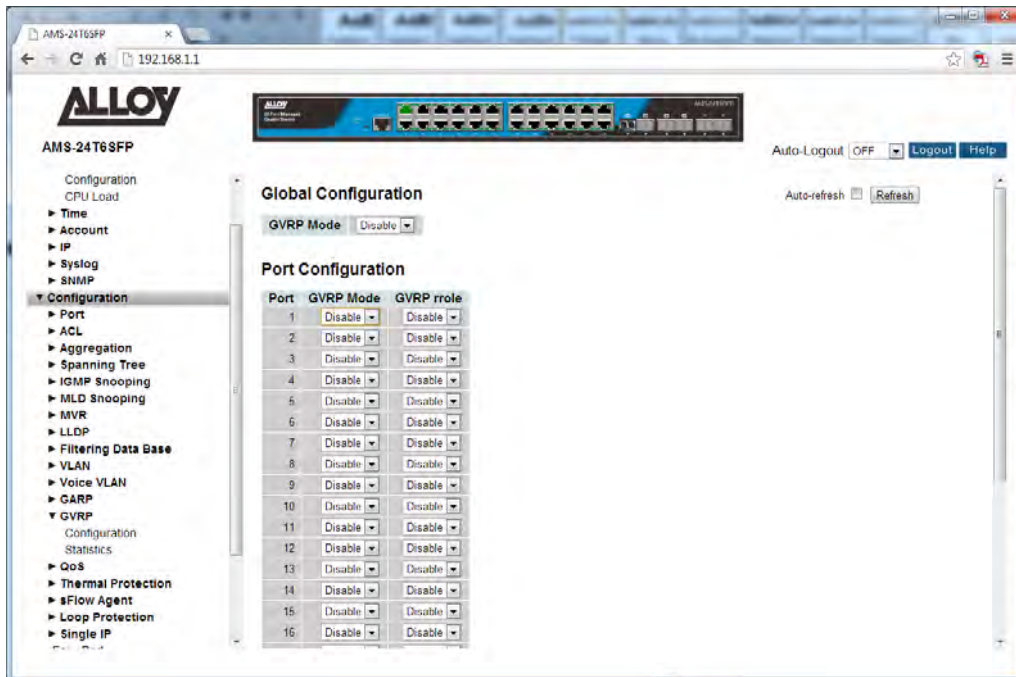 AMS-24T6SFP
192.168.1.1
ALLOY
ALLOY
AMS-24T6SFP
Auto-Logout OFF Logout Help
Configuration
CPU Load
Time
Account
IP
Syslog
SNMP
Configuration
Port
ACL
Aggregation
Spanning Tree
IGMP Snooping
MLD Snooping
MVR
LLDP
Filtering Data Base
VLAN
Voice VLAN
GARP
GVRP
Configuration
Statistics
QoS
Thermal Protection
sFlow Agent
Loop Protection
Single IP
Global Configuration
Auto-refresh Refresh
GVRP Mode Disable
Port Configuration
Port GVRP Mode GVRP rrole
1 Disable Disable
2 Disable Disable
3 Disable Disable
4 Disable Disable
5 Disable Disable
6 Disable Disable
7 Disable Disable
8 Disable Disable
9 Disable Disable
10 Disable Disable
11 Disable Disable
12 Disable Disable
13 Disable Disable
14 Disable Disable
15 Disable Disable
16 Disable Disable